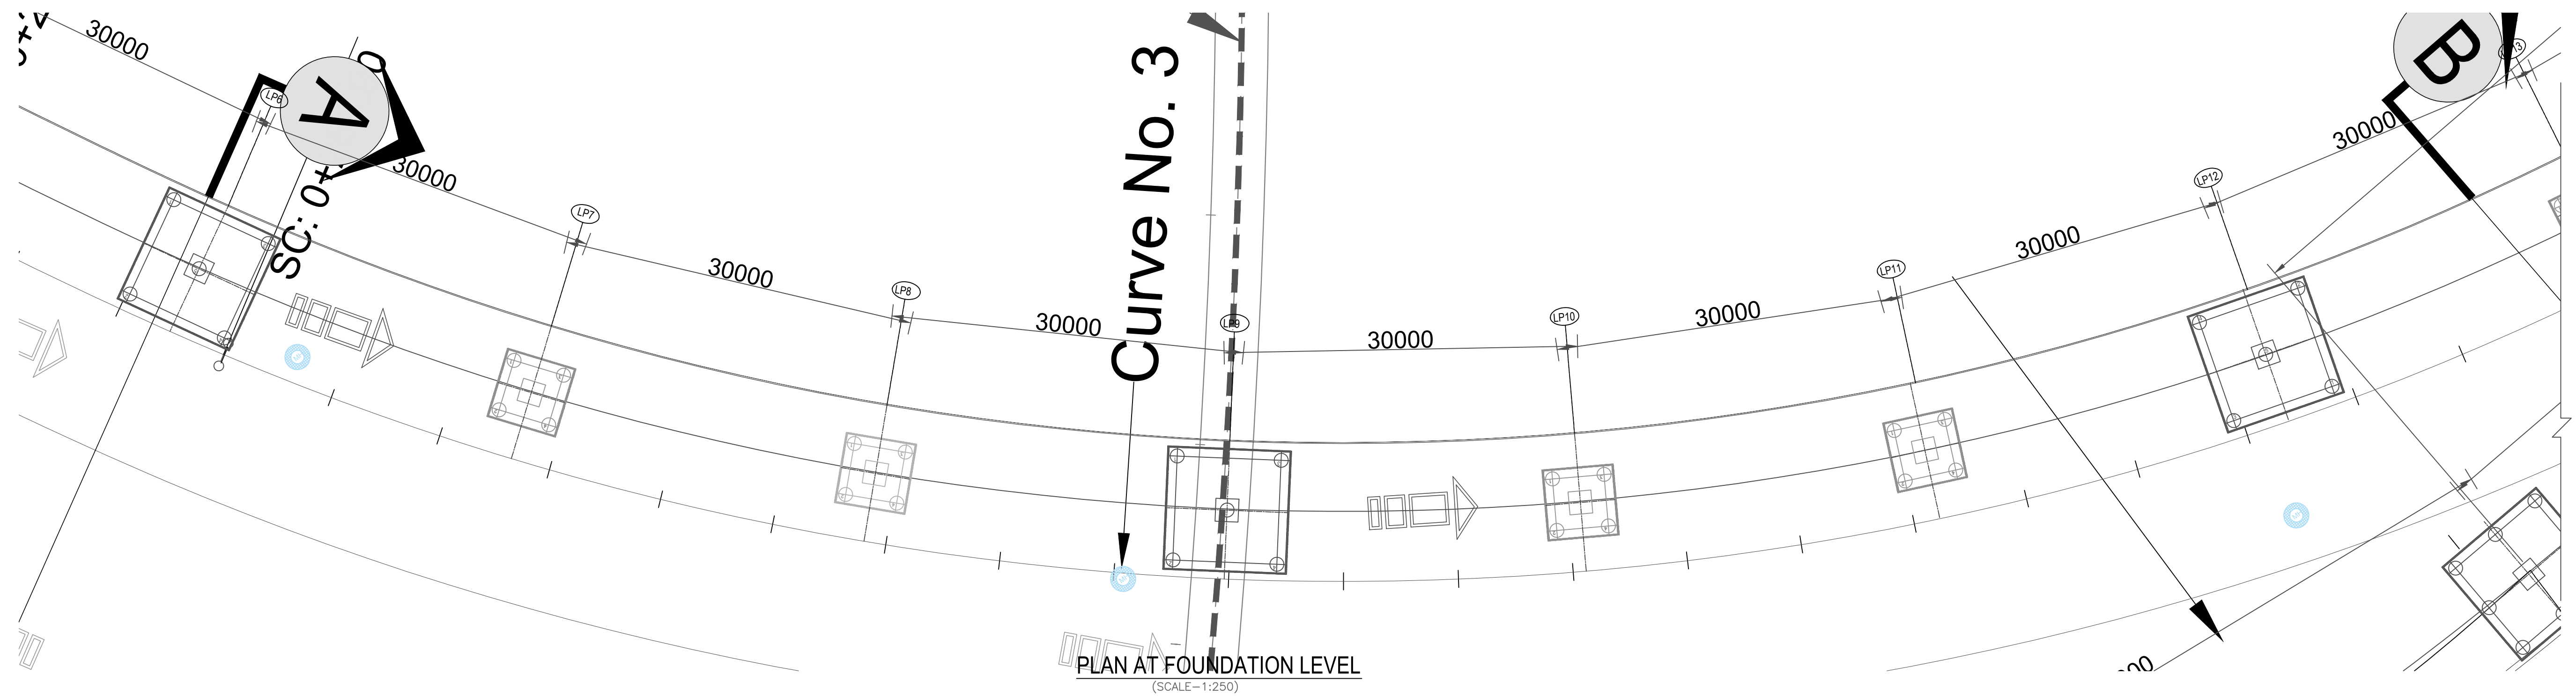 30000
LP6
A
SC: 0+
30000
LP7
30000
LP8
30000
Curve No. 3
LP9
30000
LP10
30000
LP11
30000
LP12
30000
B
PLAN AT FOUNDATION LEVEL
(SCALE-1:250)